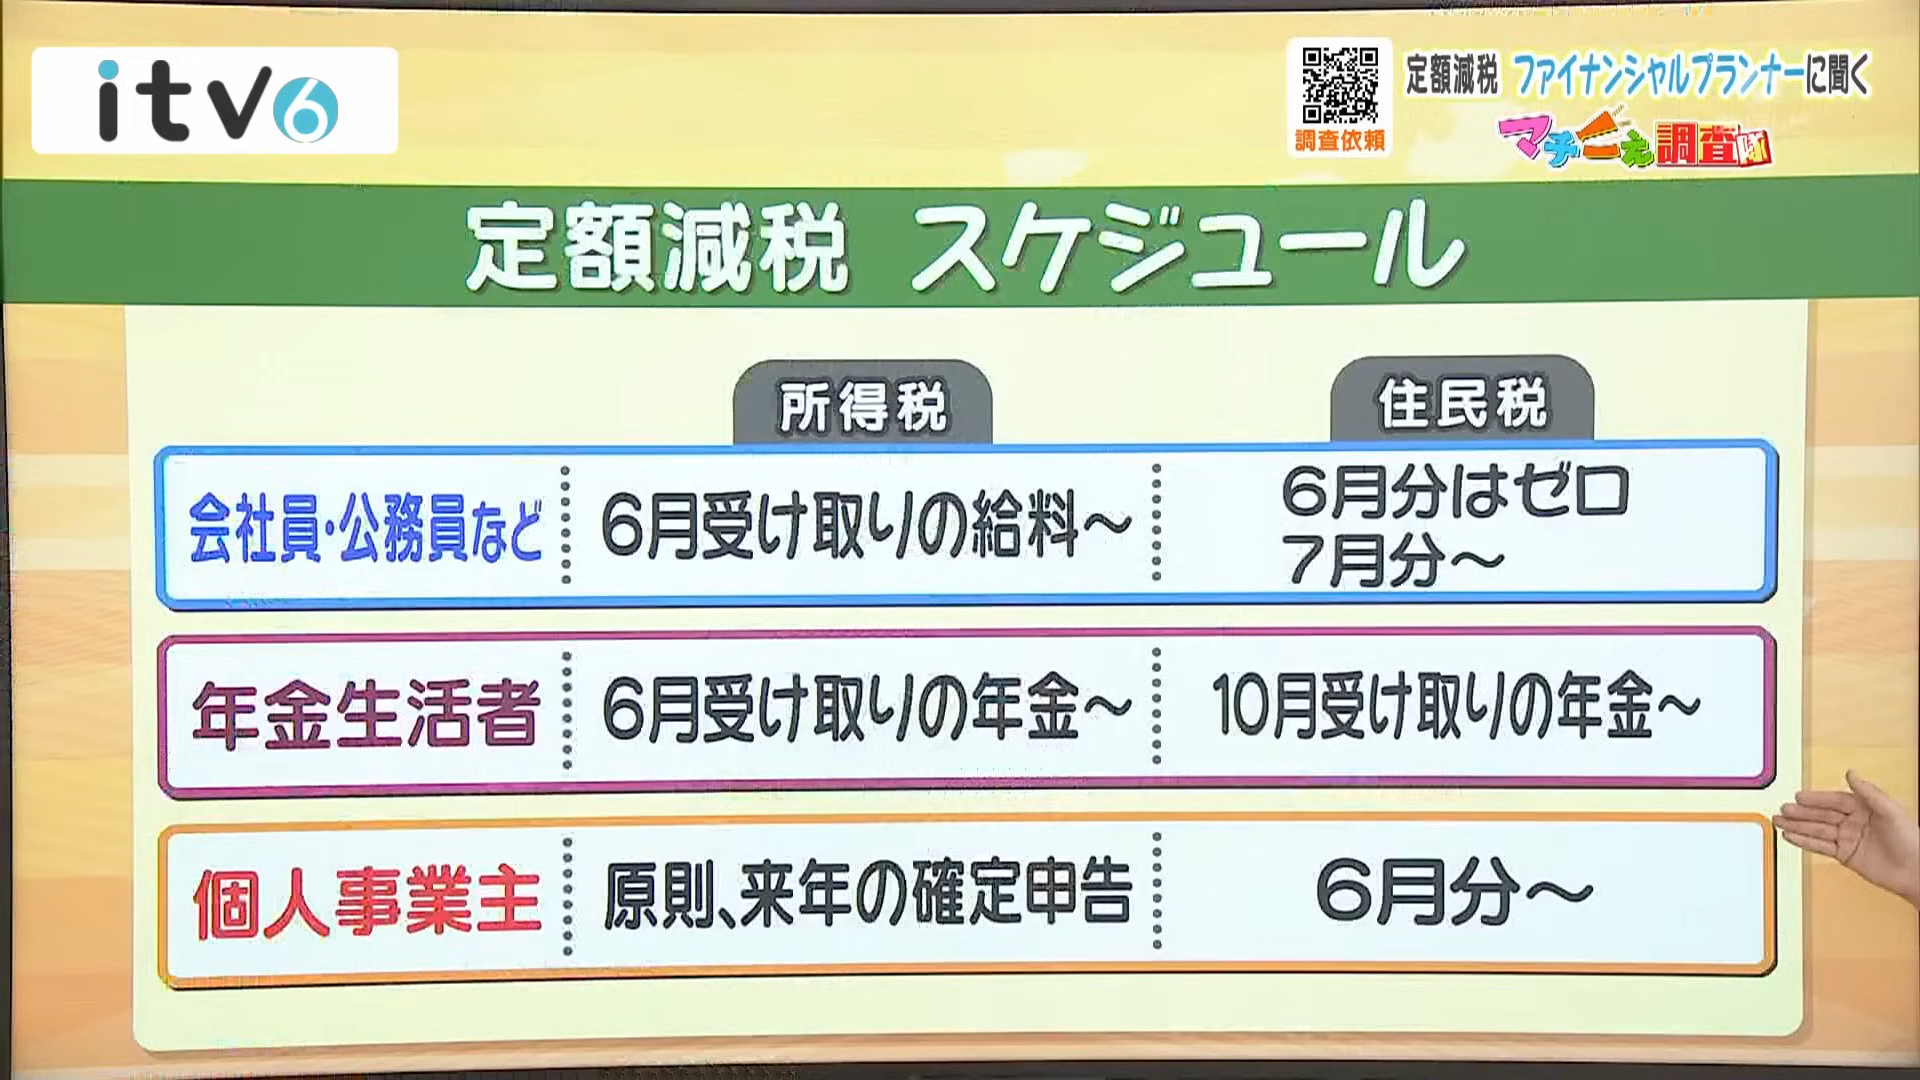 itv6
調査依頼
定額減税 ファイナンシャルプランナーに聞く
マチニえ調査隊
定額減税 スケジュール
所得税
住民税
会社員・公務員など
6月受け取りの給料〜
6月分はゼロ
7月分〜
年金生活者
6月受け取りの年金〜
10月受け取りの年金〜
個人事業主
原則、来年の確定申告
6月分〜